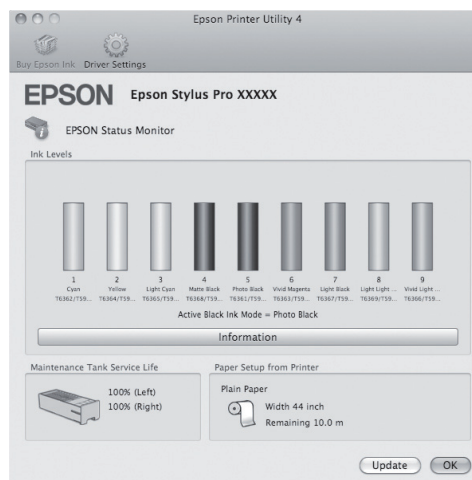 Epson Printer Utility 4
Buy Epson Ink Driver Settings
EPSON Epson Stylus Pro XXXXX
EPSON Status Monitor
Ink Levels
1 2 3 4 5 6 7 8 9
Cyan Yellow Light Cyan Matte Black Photo Black Vivid Magenta Light Black Light Light ... Vivid Light ...
T6362/T59... T6364/T59... T6365/T59... T6368/T59... T6361/T59... T6363/T59... T6367/T59... T6369/T59... T6366/T59...
Active Black Ink Mode = Photo Black
Information
Maintenance Tank Service Life
100% (Left)
100% (Right)
Paper Setup from Printer
Plain Paper
Width 44 inch
Remaining 10.0 m
Update OK